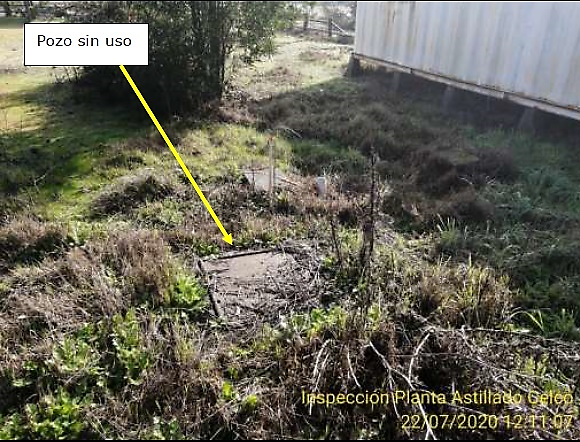 Pozo sin uso
Inspección Planta Astillado Celco
22/07/2020 12:11:07